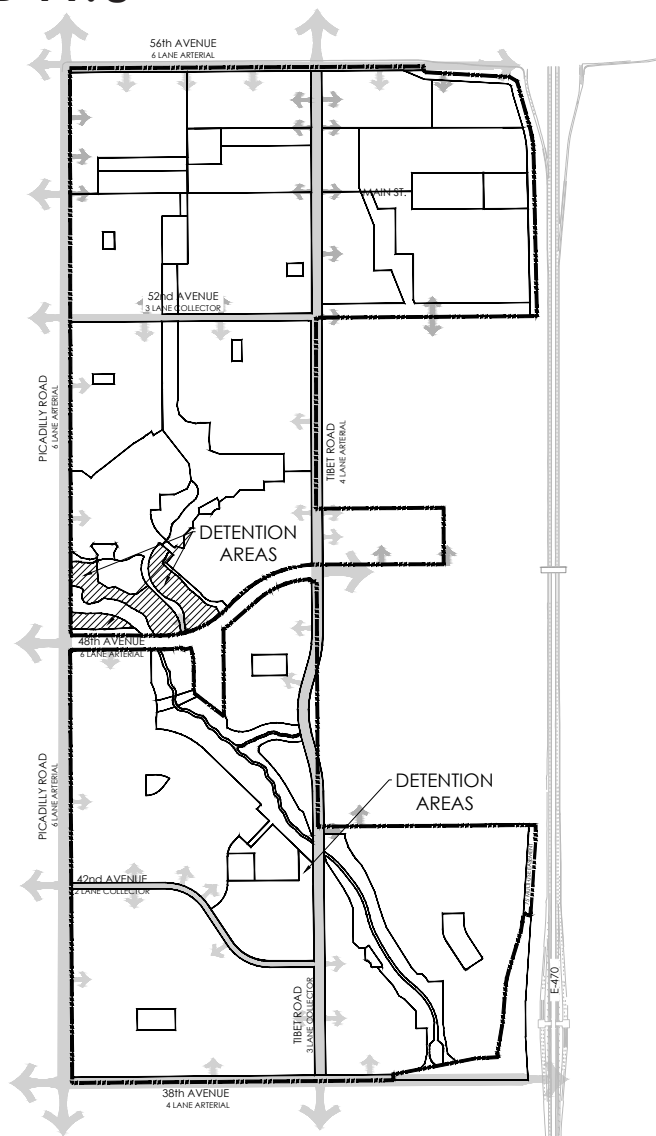 56th AVENUE
6 LANE ARTERIAL
MAIN ST.
52nd AVENUE
3 LANE COLLECTOR
PICADILLY ROAD
6 LANE ARTERIAL
TIBET ROAD
4 LANE ARTERIAL
DETENTION
AREAS
48th AVENUE
6 LANE ARTERIAL
PICADILLY ROAD
6 LANE ARTERIAL
DETENTION
AREAS
42nd AVENUE
2 LANE COLLECTOR
E-470
TIBET ROAD
3 LANE COLLECTOR
38th AVENUE
4 LANE ARTERIAL